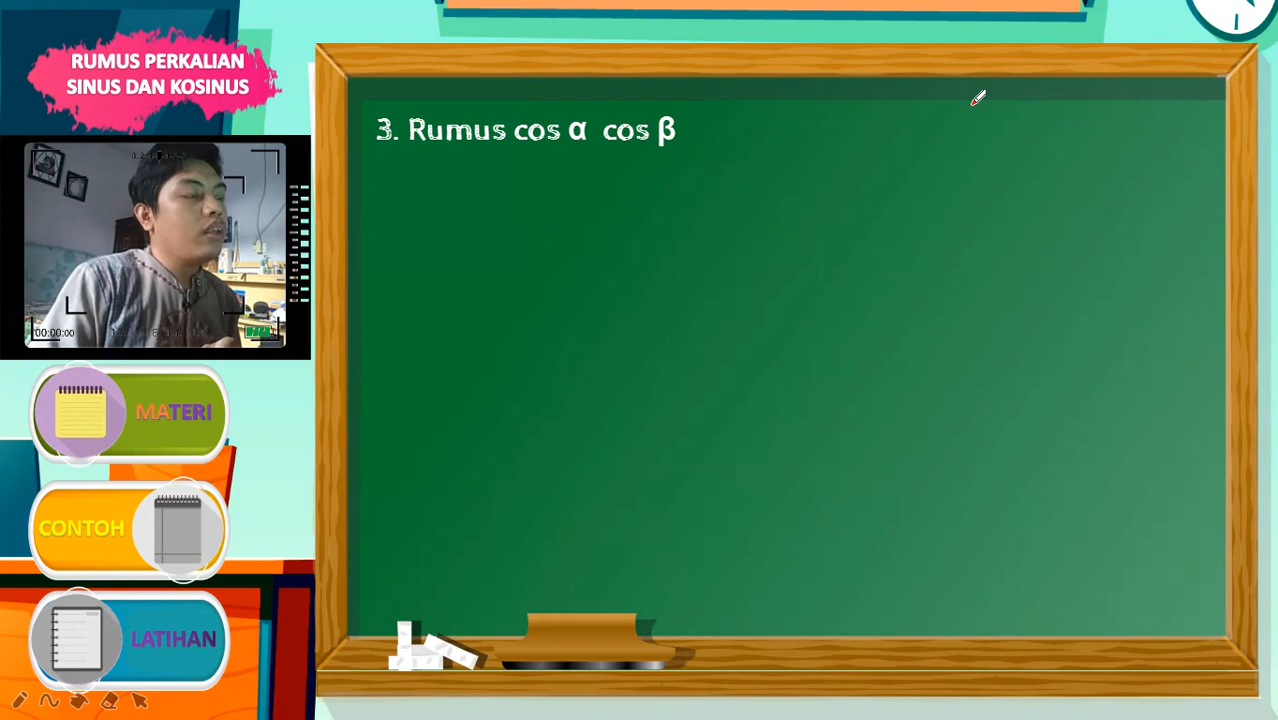 RUMUS PERKALIAN
SINUS DAN KOSINUS
3. Rumus cos α cos β
00:00:00
MATERI
CONTOH
LATIHAN